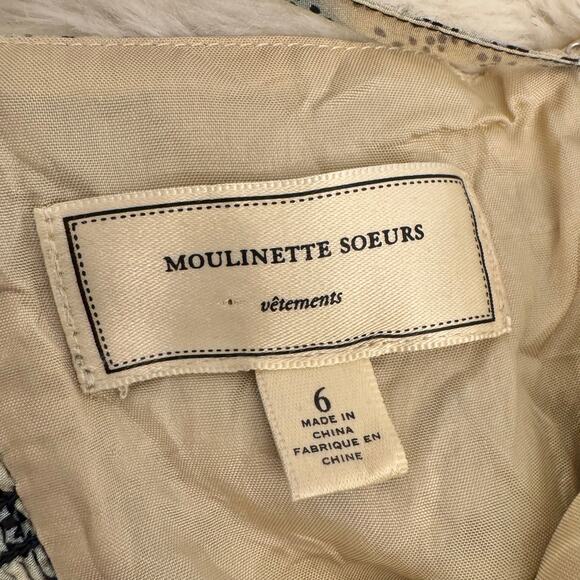 MOULINETTE SOEURS
vêtements
6
MADE IN
CHINA
FABRIQUE EN
CHINE